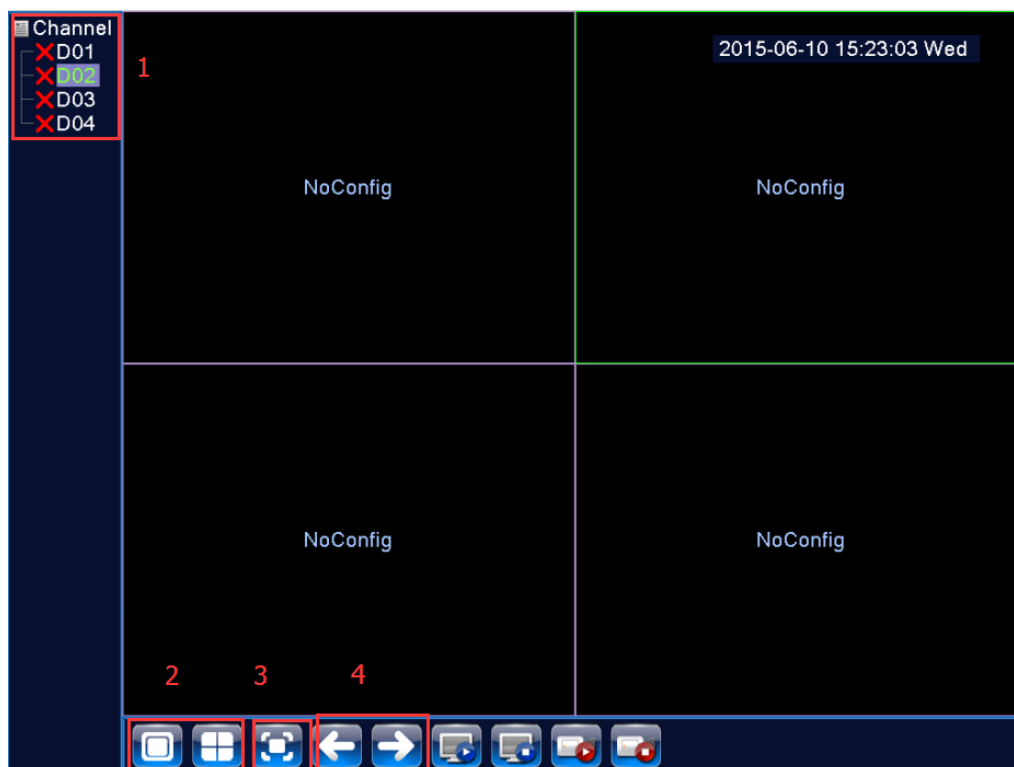 Channel
D01
D02
D03
D04
1
2015-06-10 15:23:03 Wed
NoConfig
NoConfig
NoConfig
NoConfig
2
3
4